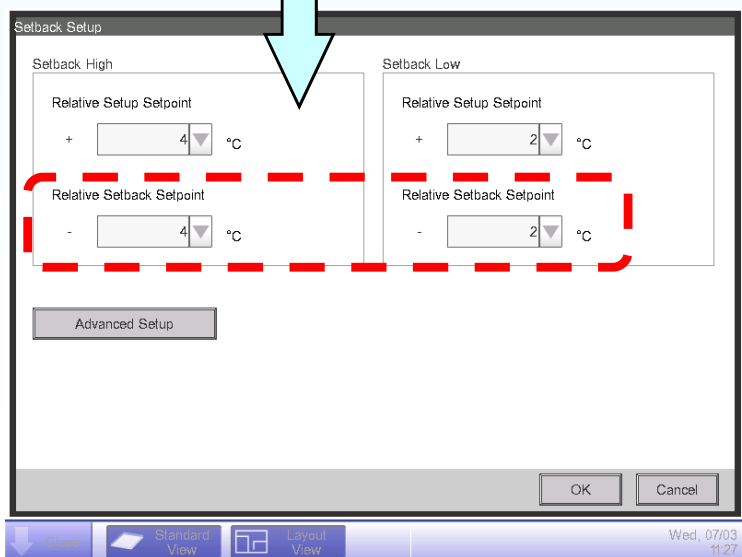 Setback Setup
Setback High
Relative Setup Setpoint
+ 4 °C
Relative Setback Setpoint
- 4 °C
Setback Low
Relative Setup Setpoint
+ 2 °C
Relative Setback Setpoint
- 2 °C
Advanced Setup
OK
Cancel
Close
Standard
View
Layout
View
Wed, 07/03
11:27